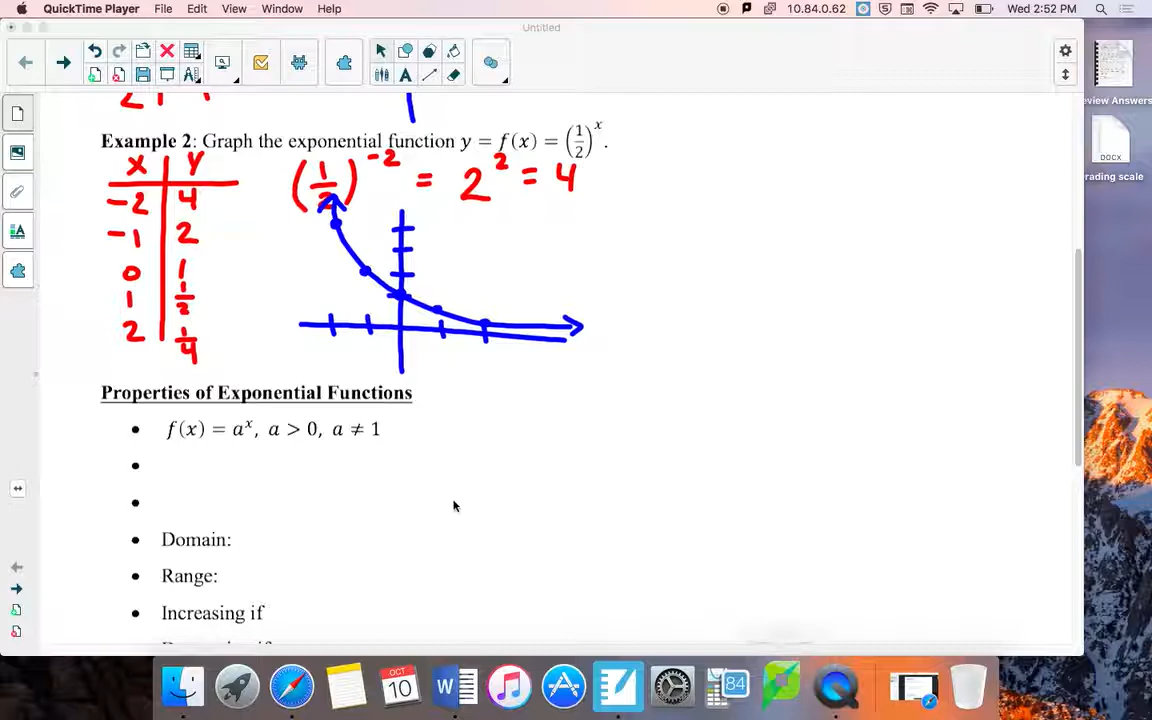 QuickTime Player File Edit View Window Help 10.84.0.62 Wed 2:52 PM
Untitled
Example 2: Graph the exponential function y = f(x) = (1/2)^x.
(1/2)^-2 = 2^2 = 4
X | Y
-2 | 4
-1 | 2
0 | 1
1 | 1/2
2 | 1/4
Properties of Exponential Functions
• f(x) = a^x, a > 0, a ≠ 1
•
•
• Domain:
• Range:
• Increasing if
view Answers
DOCX
rading scale
OCT
10
84